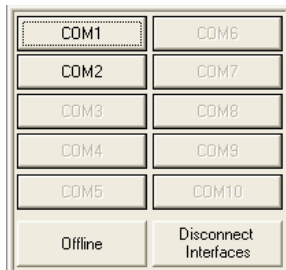 COM1 COM6
COM2 COM7
COM3 COM8
COM4 COM9
COM5 COM10
Offline Disconnect
Interfaces